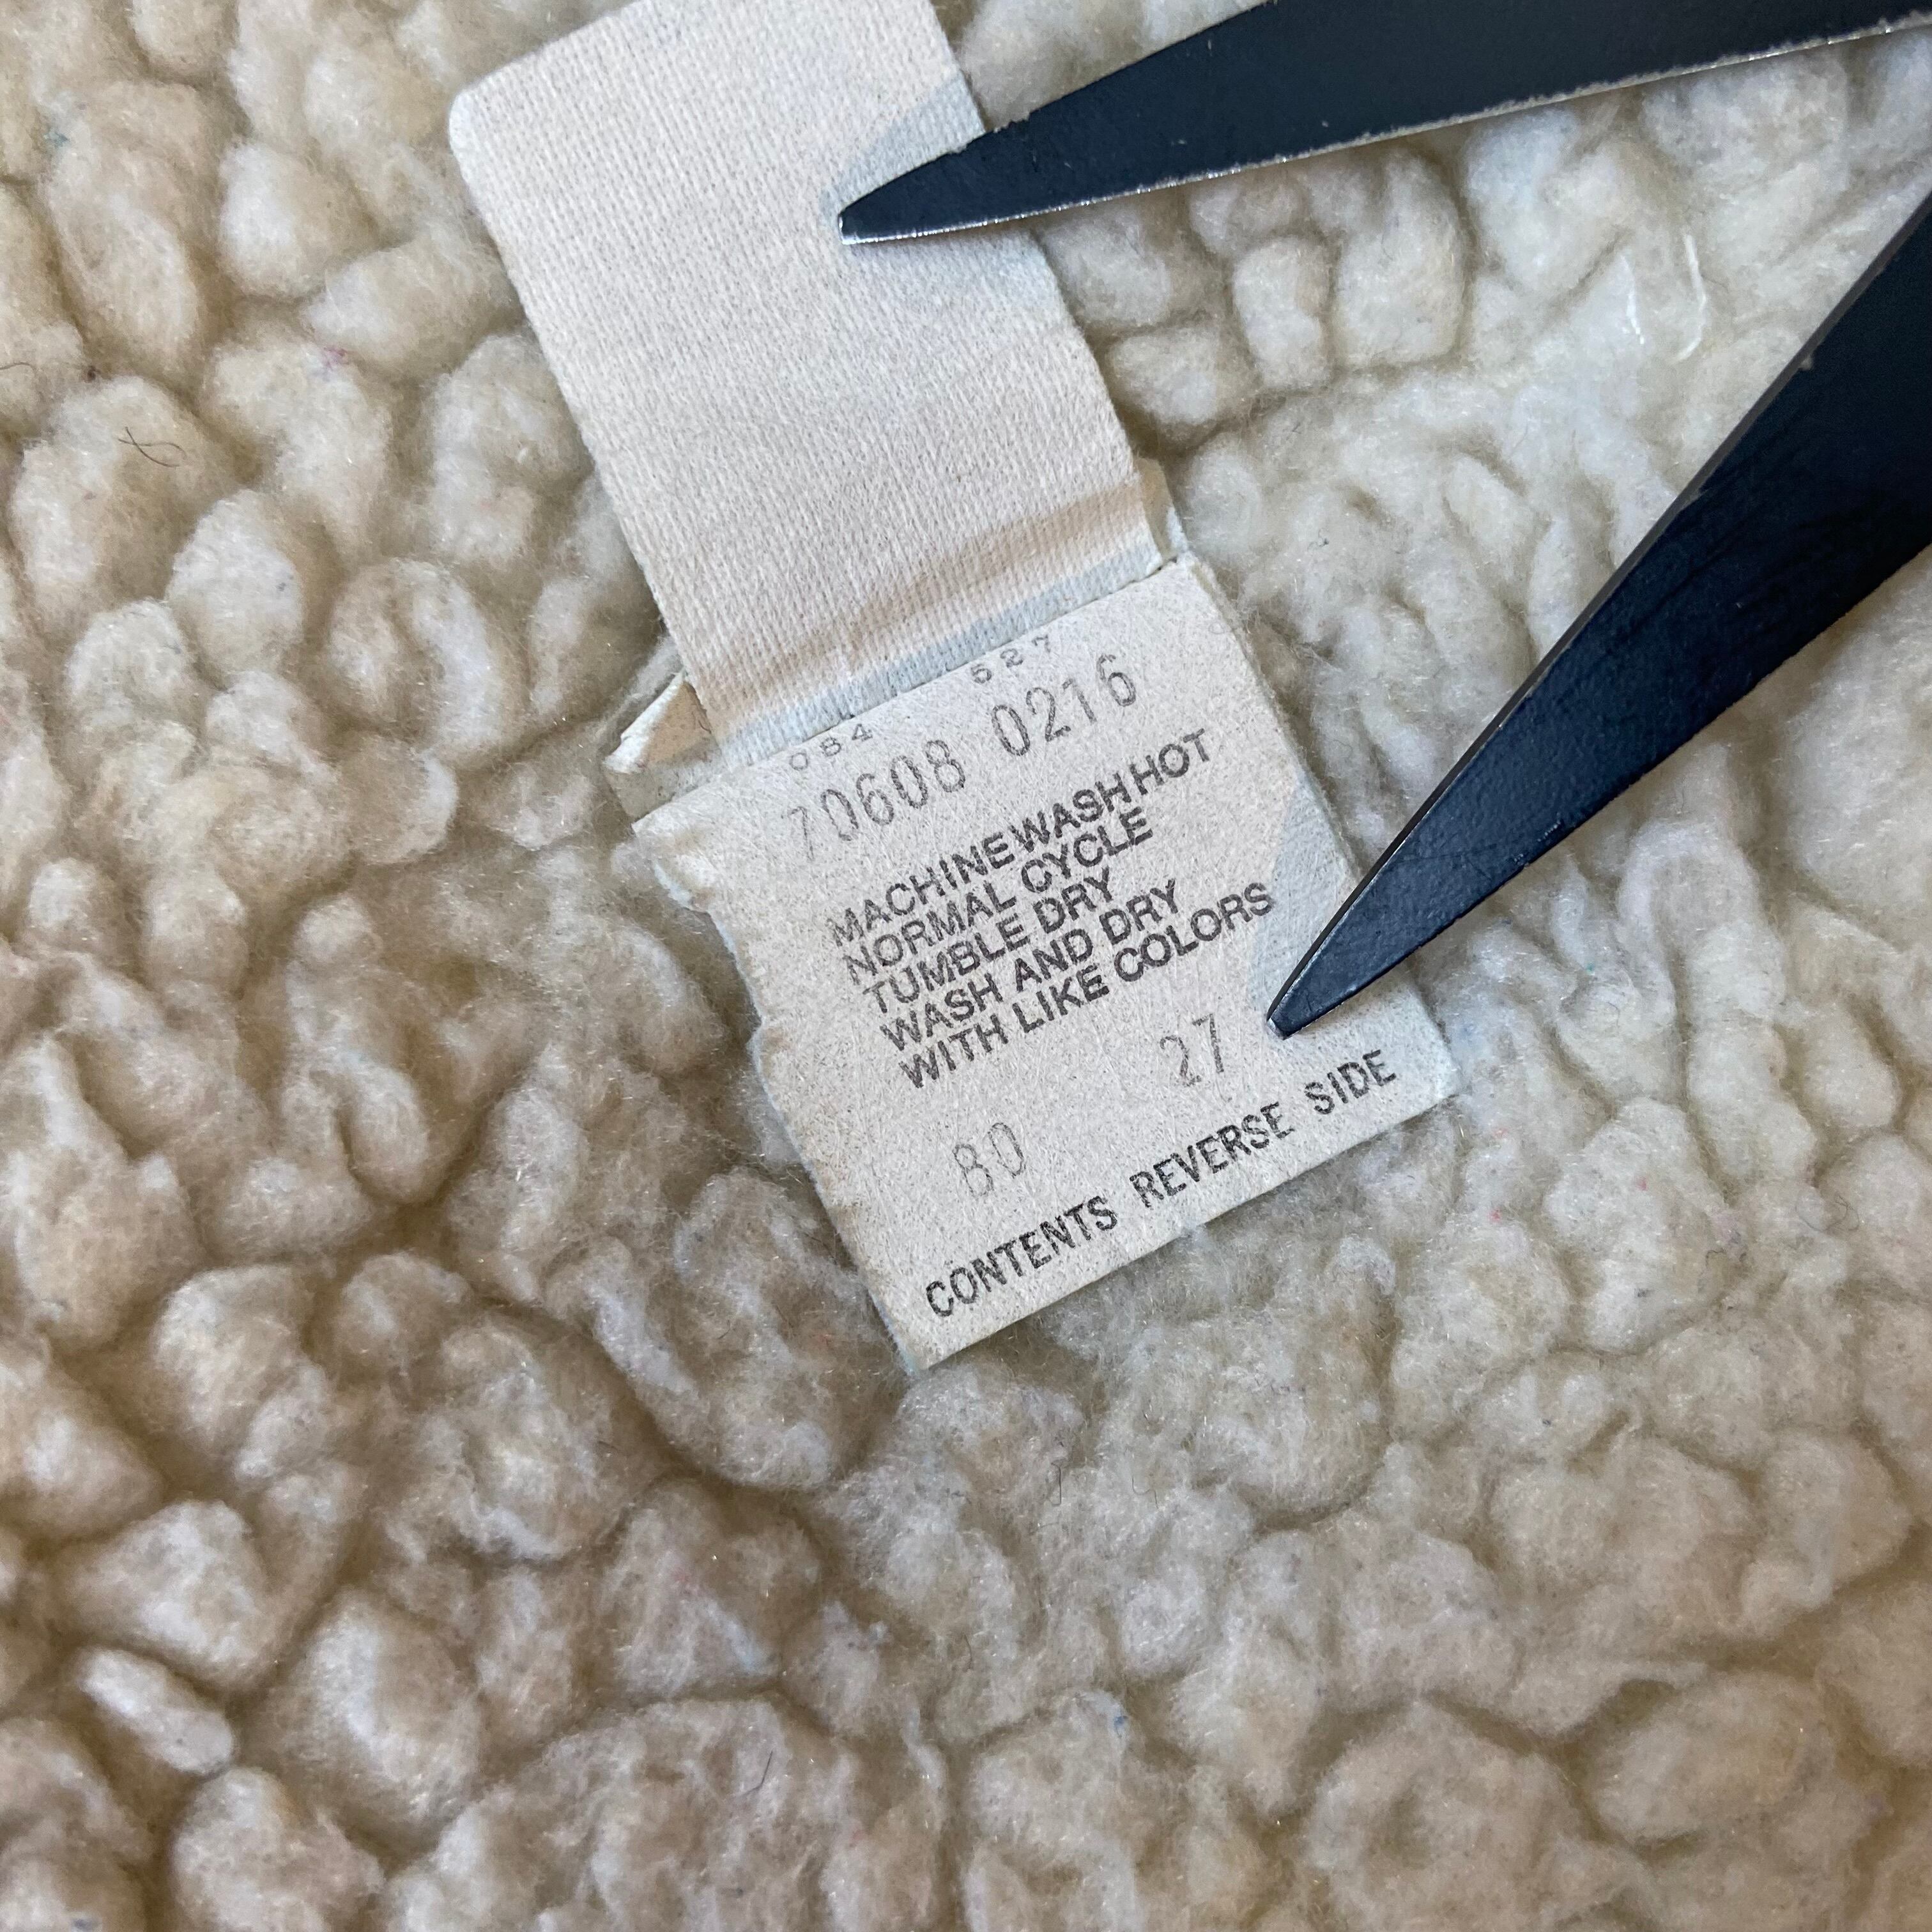 527
084
70608 0216
MACHINE WASH HOT
NORMAL CYCLE
TUMBLE DRY
WASH AND DRY
WITH LIKE COLORS
27
80
CONTENTS REVERSE SIDE